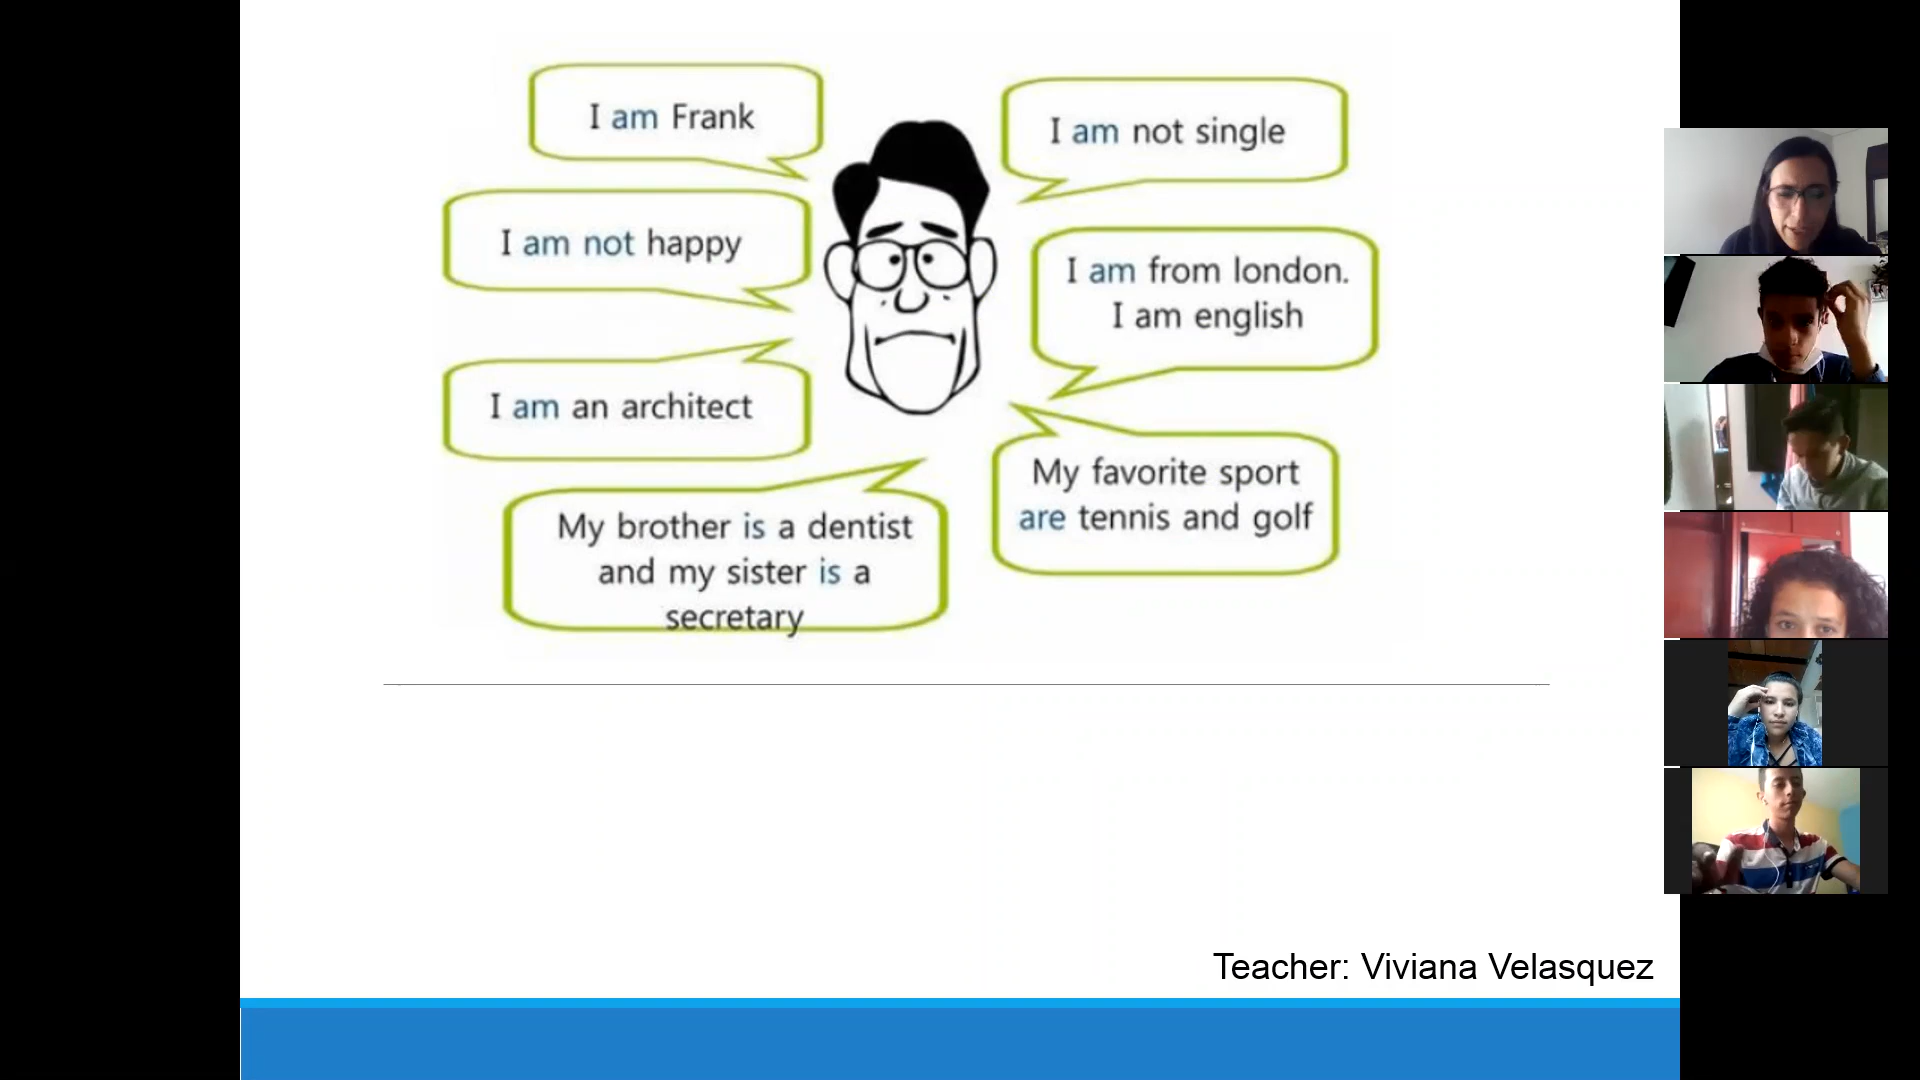 I am Frank
I am not single
I am not happy
I am from london.
I am english
I am an architect
My favorite sport
are tennis and golf
My brother is a dentist
and my sister is a
secretary
Teacher: Viviana Velasquez